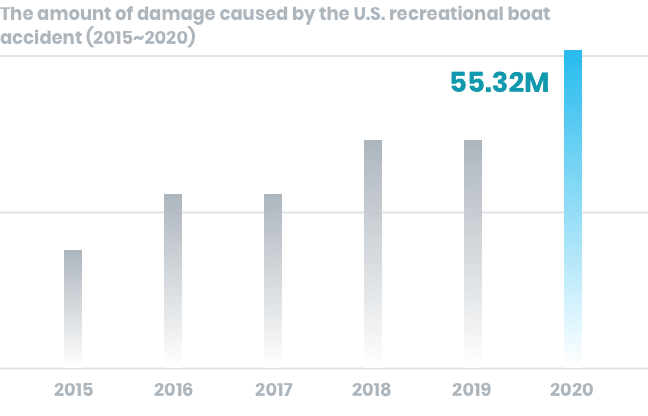 The amount of damage caused by the U.S. recreational boat
accident (2015~2020)
55.32M
2015 2016 2017 2018 2019 2020